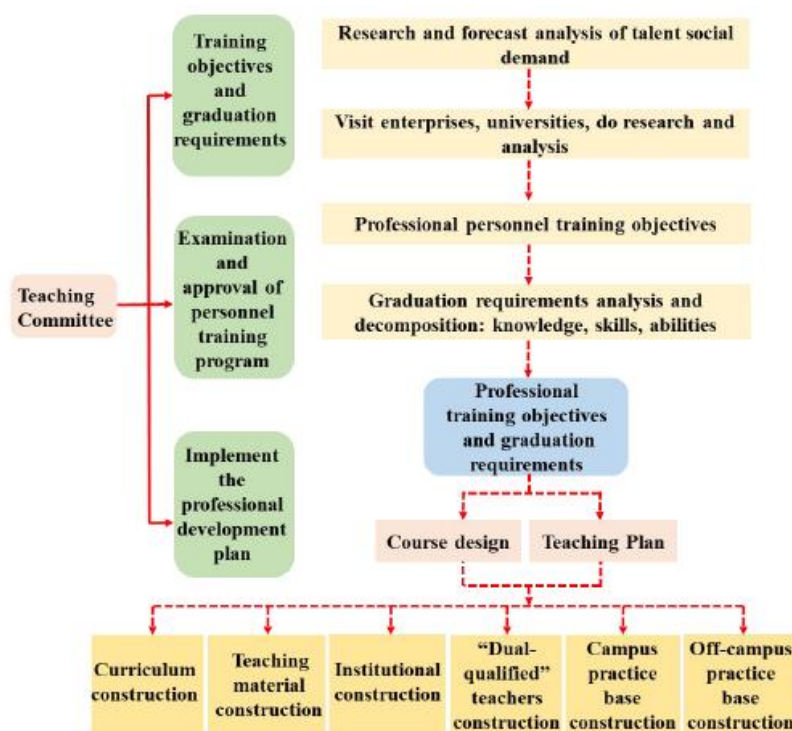 Training
objectives
and
graduation
requirements
Research and forecast analysis of talent social
demand
Visit enterprises, universities, do research and
analysis
Examination
and
approval of
personnel
training
program
Professional personnel training objectives
Teaching
Committee
Graduation requirements analysis and
decomposition: knowledge, skills, abilities
Professional
training objectives
and graduation
requirements
Implement
the
professional
development
plan
Course design
Teaching Plan
Curriculum
construction
Teaching
material
construction
Institutional
construction
“Dual-
qualified”
teachers
construction
Campus
practice
base
construction
Off-campus
practice
base
construction